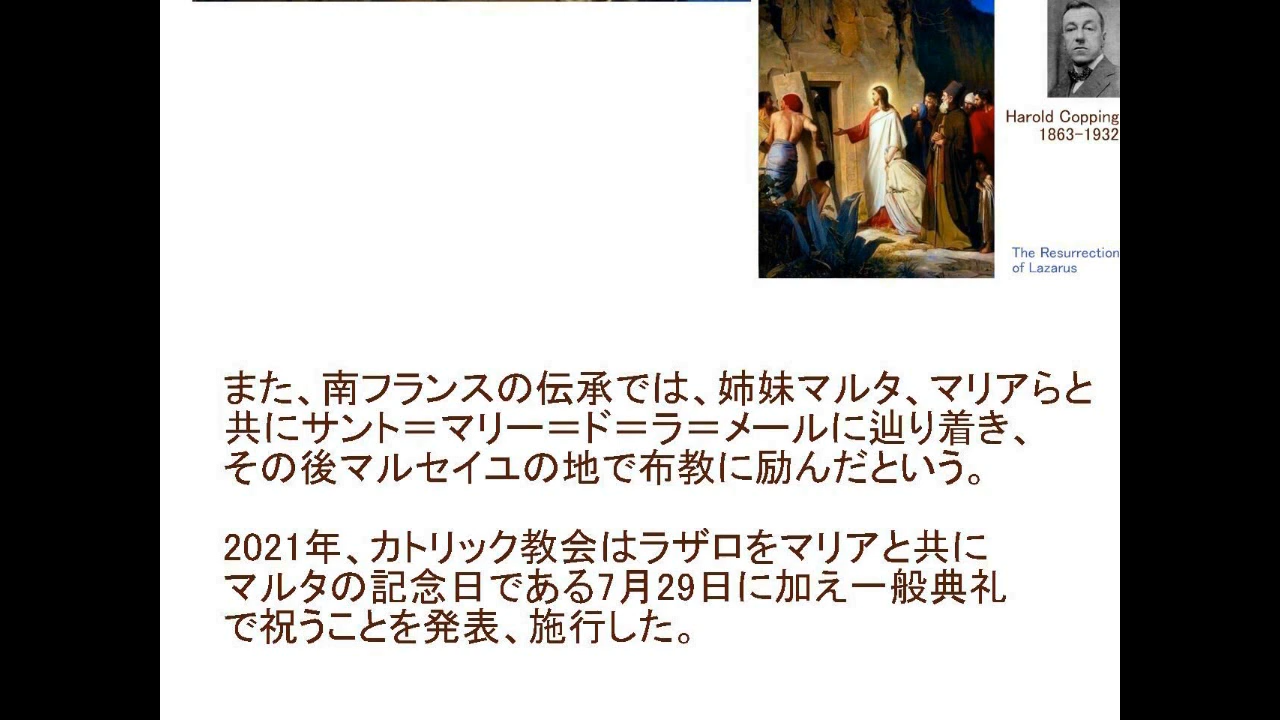 Harold Copping
1863-1932
The Resurrection
of Lazarus
また、南フランスの伝承では、姉妹マルタ、マリアらと
共にサント＝マリー＝ド＝ラ＝メールに辿り着き、
その後マルセイユの地で布教に励んだという。
2021年、カトリック教会はラザロをマリアと共に
マルタの記念日である7月29日に加え一般典礼
で祝うことを発表、施行した。